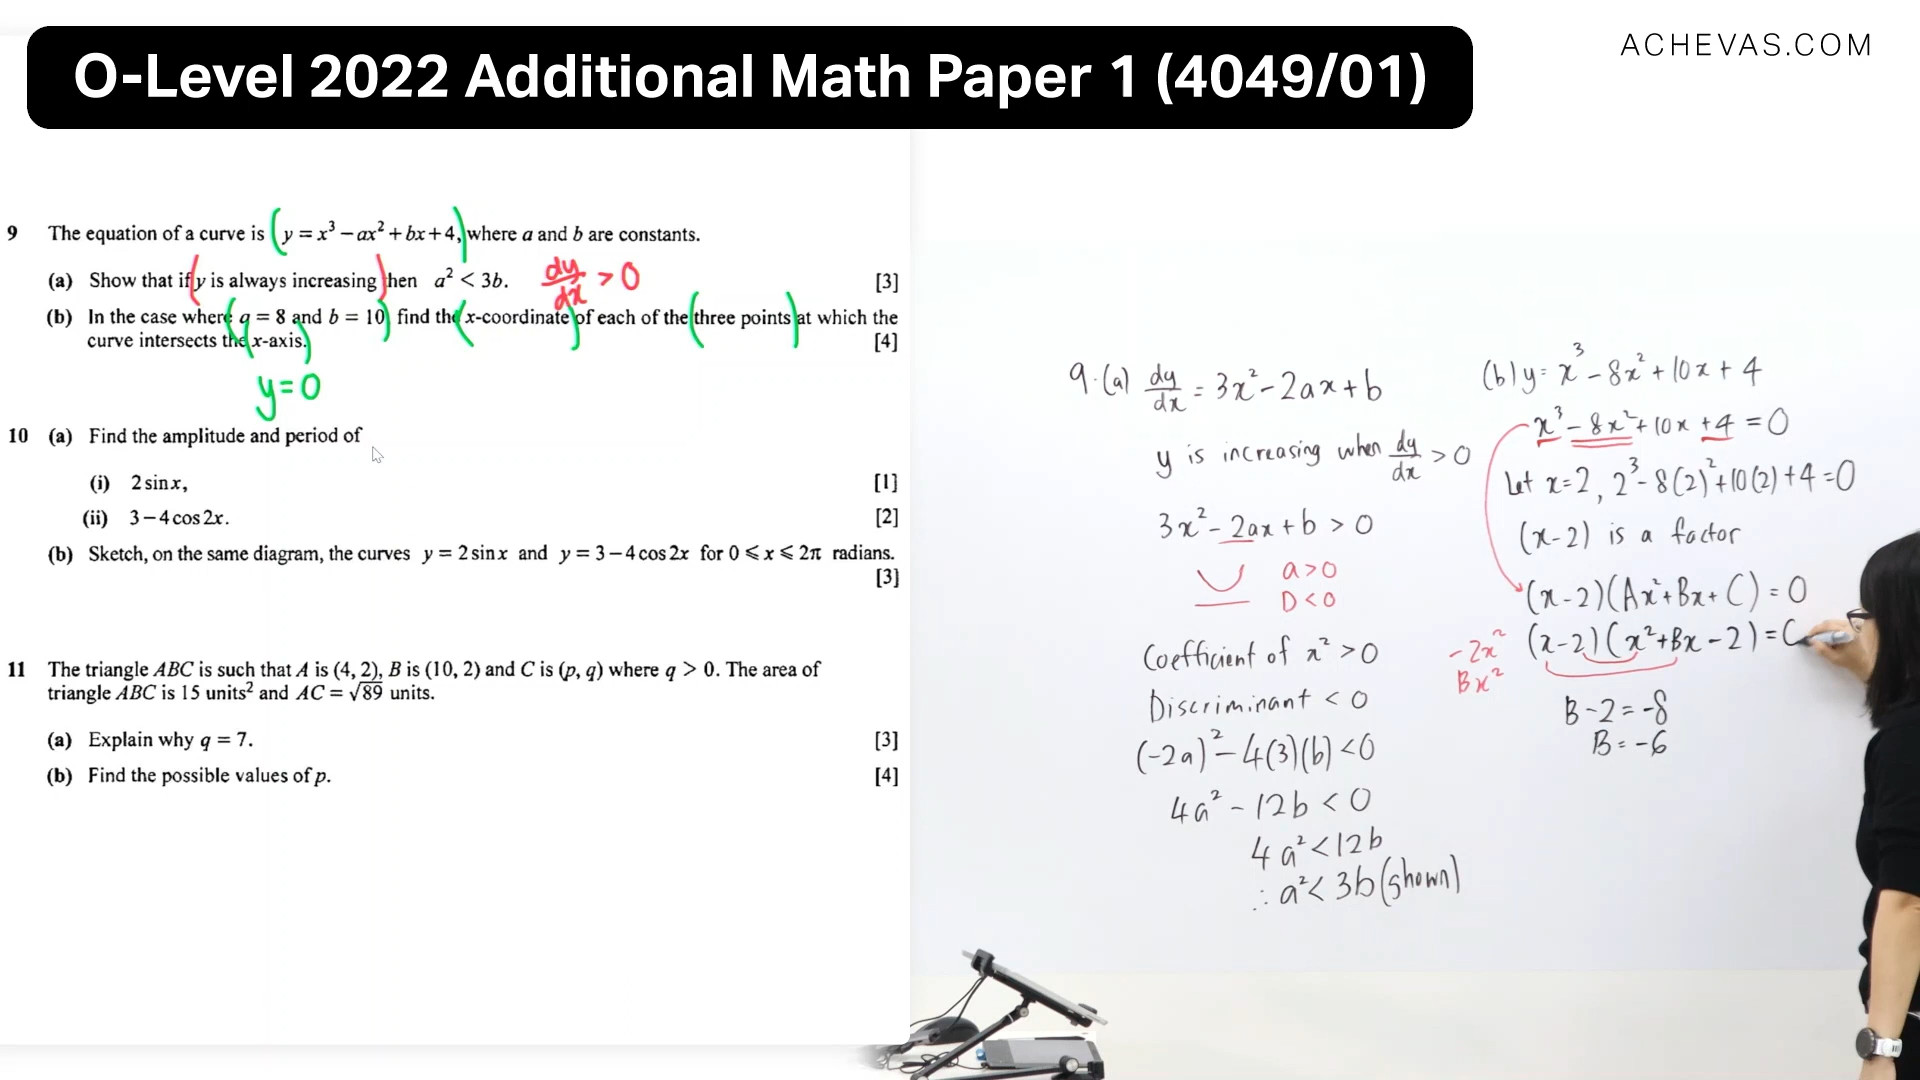 O-Level 2022 Additional Math Paper 1 (4049/01)
ACHEVAS.COM
9 The equation of a curve is (y = x³ − ax² + bx + 4,) where a and b are constants.
(a) Show that if (y is always increasing) then a² < 3b. dy/dx > 0 [3]
(b) In the case where (a = 8 and b = 10) find the (x-coordinate) of each of the (three points) at which the
curve intersects the (x-axis.) [4]
y = 0
10 (a) Find the amplitude and period of
(i) 2 sin x, [1]
(ii) 3 − 4 cos 2x. [2]
(b) Sketch, on the same diagram, the curves y = 2 sin x and y = 3 − 4 cos 2x for 0 ⩽ x ⩽ 2π radians.
[3]
11 The triangle ABC is such that A is (4, 2), B is (10, 2) and C is (p, q) where q > 0. The area of
triangle ABC is 15 units² and AC = √89 units.
(a) Explain why q = 7. [3]
(b) Find the possible values of p. [4]
9.(a) dy/dx = 3x² − 2ax + b
y is increasing when dy/dx > 0
3x² − 2ax + b > 0
a > 0
D < 0
Coefficient of x² > 0
Discriminant < 0
(−2a)² − 4(3)(b) < 0
4a² − 12b < 0
4a² < 12b
∴ a² < 3b (shown)
(b) y = x³ − 8x² + 10x + 4
x³ − 8x² + 10x + 4 = 0
Let x = 2, 2³ − 8(2)² + 10(2) + 4 = 0
(x − 2) is a factor
(x − 2)(Ax² + Bx + C) = 0
(x − 2)(x² + Bx − 2) =
−2x²
Bx²
B − 2 = −8
B = −6